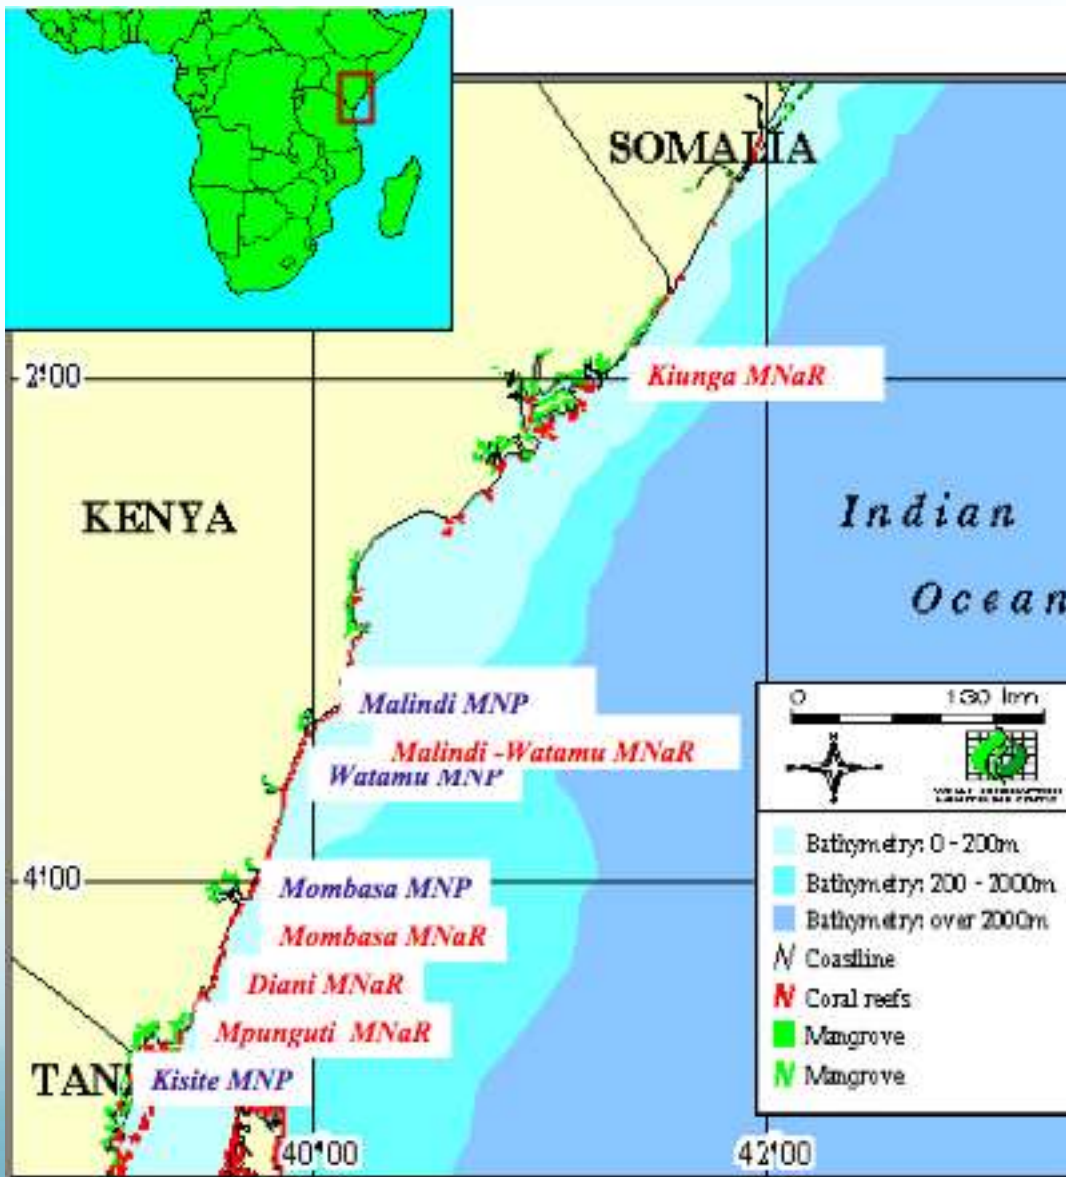 SOMALIA
2°00
Kiunga MNaR
KENYA
Indian
Ocean
Malindi MNP
Malindi -Watamu MNaR
Watamu MNP
0 130 km
N
4°00
Mombasa MNP
Mombasa MNaR
Diani MNaR
Mpunguti MNaR
TAN
Kisite MNP
Bathymetry: 0 - 200m
Bathymetry: 200 - 2000m
Bathymetry: over 2000m
N Coastline
N Coral reefs
Mangrove
N Mangrove
40°00
42°00